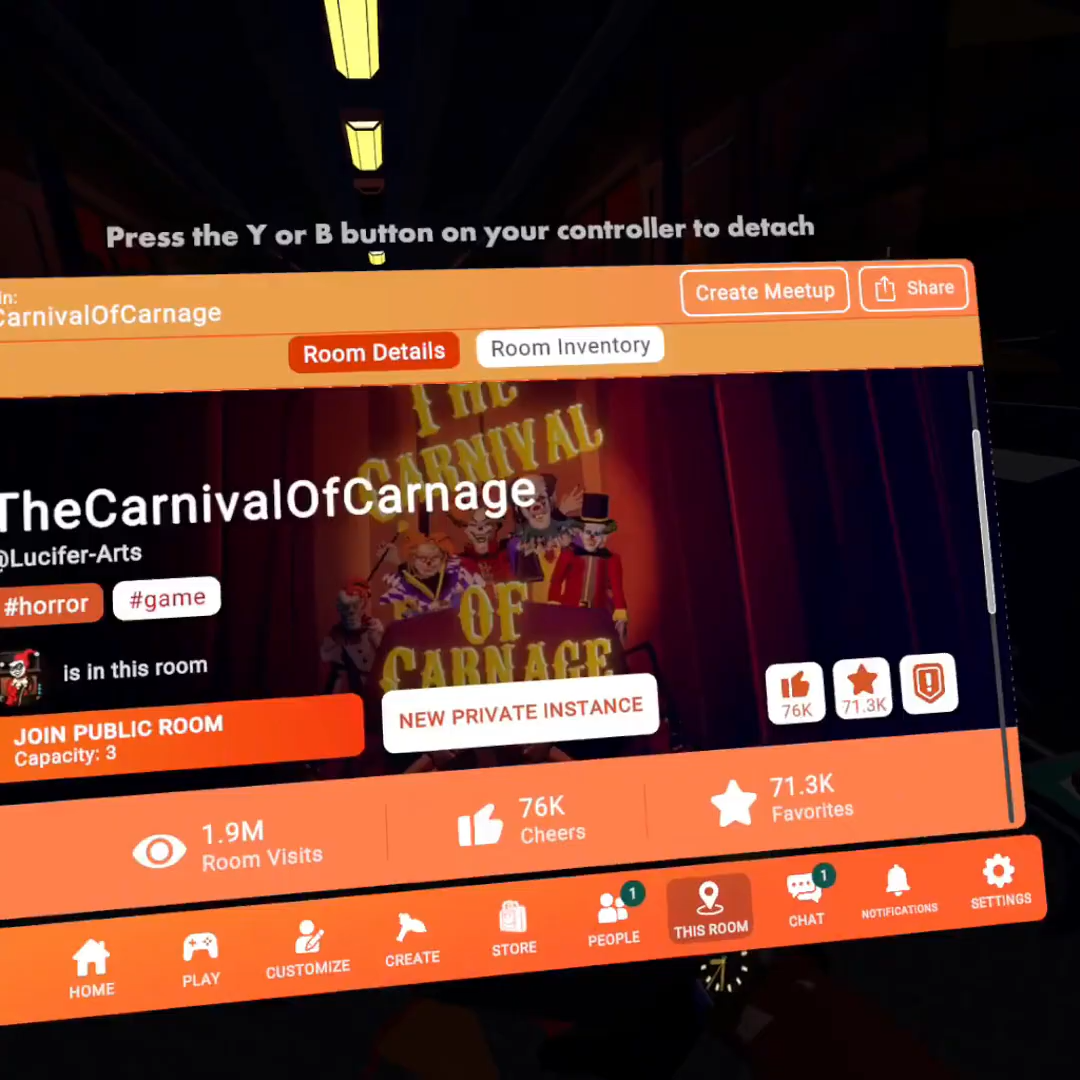 Press the Y or B button on your controller to detach
in:
CarnivalOfCarnage
Create Meetup
Share
Room Details
Room Inventory
THE
CARNIVAL
OF
CARNAGE
TheCarnivalOfCarnage
@Lucifer-Arts
#horror
#game
is in this room
JOIN PUBLIC ROOM
Capacity: 3
NEW PRIVATE INSTANCE
76K
71.3K
1.9M
Room Visits
76K
Cheers
71.3K
Favorites
HOME
PLAY
CUSTOMIZE
CREATE
STORE
1
PEOPLE
THIS ROOM
1
CHAT
NOTIFICATIONS
SETTINGS